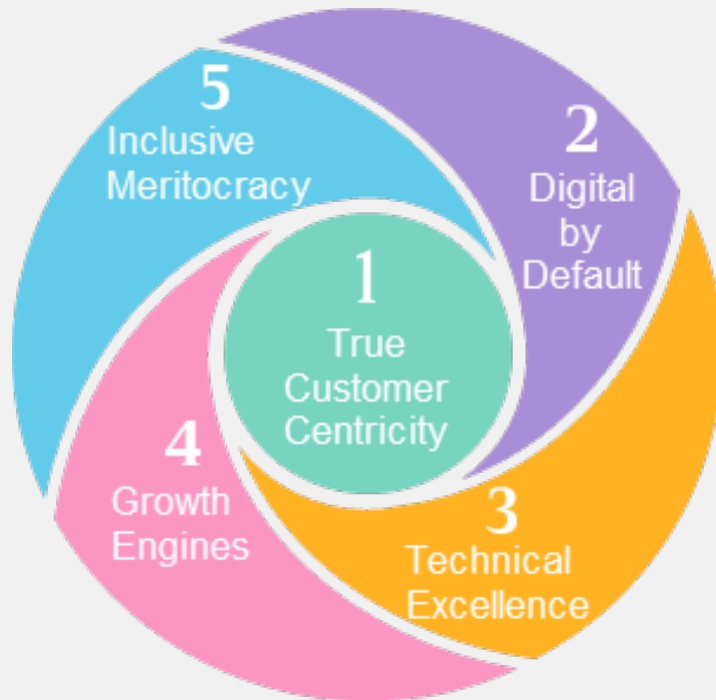 1
True
Customer
Centricity
2
Digital
by
Default
3
Technical
Excellence
4
Growth
Engines
5
Inclusive
Meritocracy